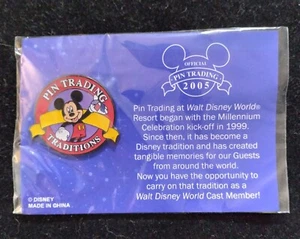 OFFICIAL
PIN TRADING
2005
PIN TRADING
TRADITIONS
Pin Trading at Walt Disney World®
Resort began with the Millennium
Celebration kick-off in 1999.
Since then, it has become a
Disney tradition and has created
tangible memories for our Guests
from around the world.
Now you have the opportunity to
carry on that tradition as a
Walt Disney World Cast Member!
© DISNEY
MADE IN CHINA